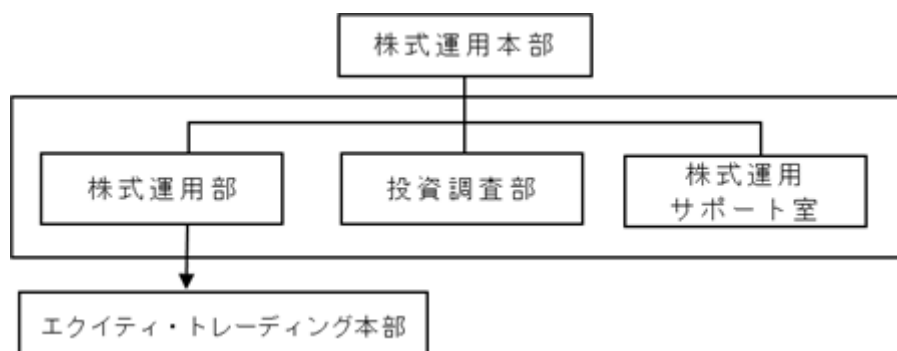 株式運用本部
株式運用部
投資調査部
株式運用
サポート室
エクイティ・トレーディング本部